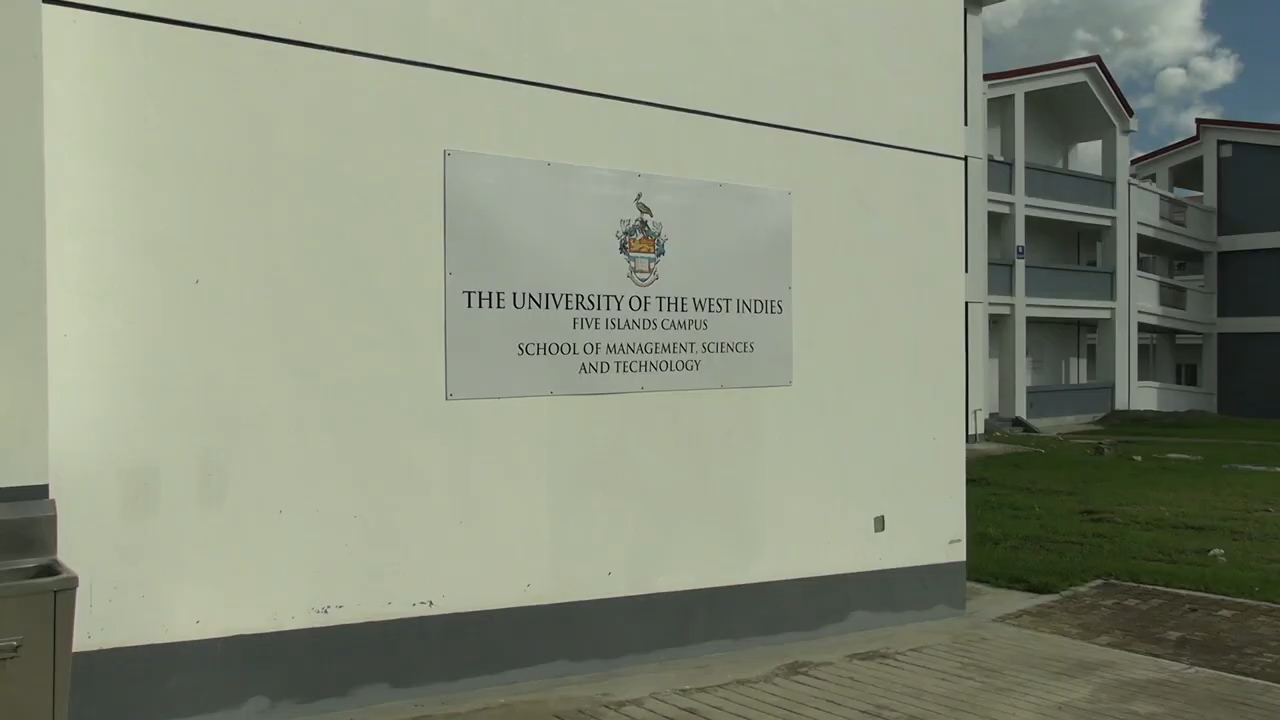 THE UNIVERSITY OF THE WEST INDIES
FIVE ISLANDS CAMPUS
SCHOOL OF MANAGEMENT, SCIENCES
AND TECHNOLOGY